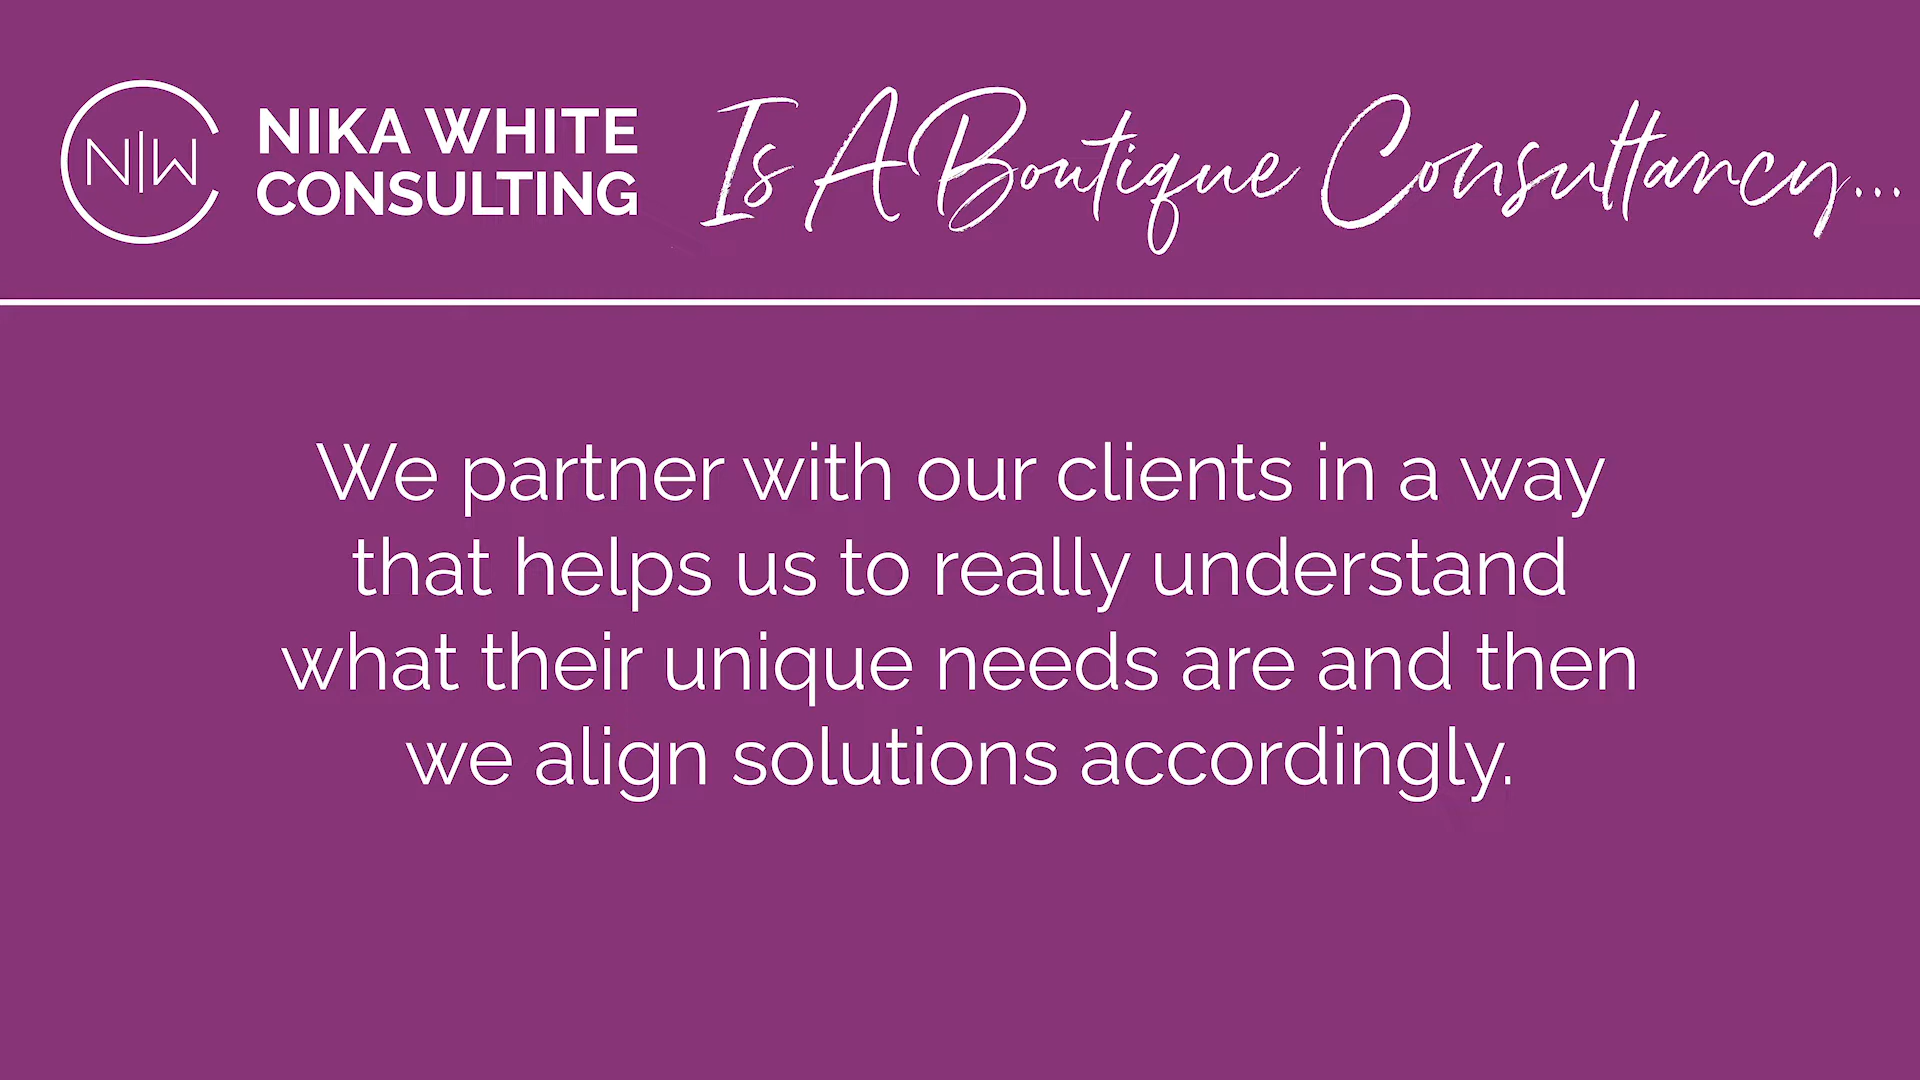 N|W
NIKA WHITE
CONSULTING
Is A Boutique Consultancy...
We partner with our clients in a way
that helps us to really understand
what their unique needs are and then
we align solutions accordingly.